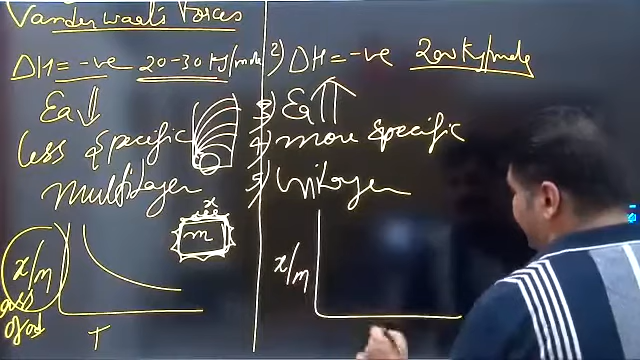 Vanderwael's Forces
ΔH = -ve 20-30 KJ/mole
2) ΔH = -ve 200 KJ/mole
Ea ↓
3) Ea ↑↑
less specific
4) more specific
Multilayer
5) Unilayer
x
m
x/m
T
x/m